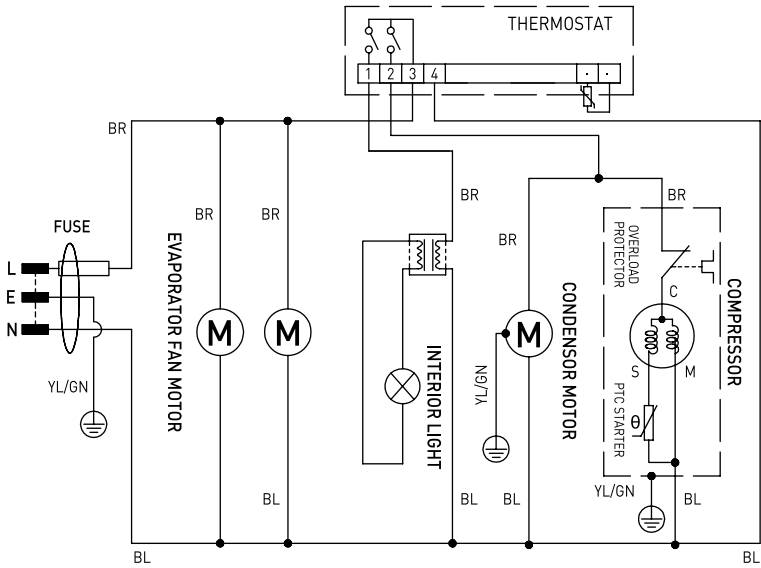 THERMOSTAT
1 2 3 4
BR
BR
BR
BR
BR
BR
FUSE
L
E
N
YL/GN
EVAPORATOR FAN MOTOR
M
M
M
INTERIOR LIGHT
YL/GN
CONDENSOR MOTOR
OVERLOAD
PROTECTOR
C
COMPRESSOR
S
M
PTC STARTER
θ
YL/GN
BL
BL
BL
BL
BL
BL